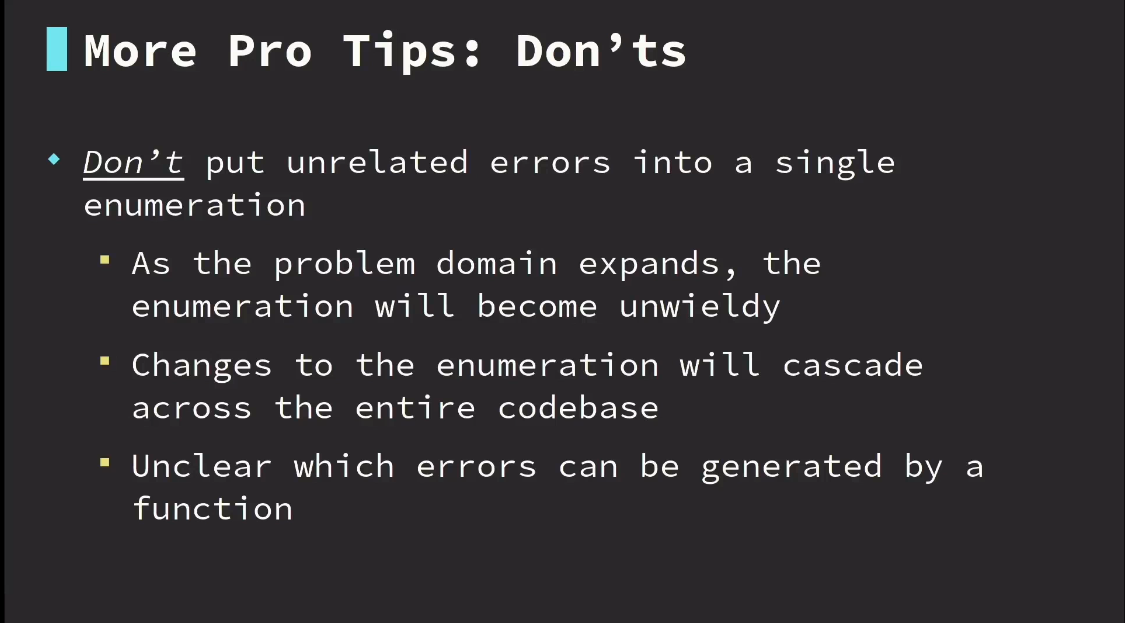 More Pro Tips: Don’ts
Don’t put unrelated errors into a single
enumeration
As the problem domain expands, the
enumeration will become unwieldy
Changes to the enumeration will cascade
across the entire codebase
Unclear which errors can be generated by a
function